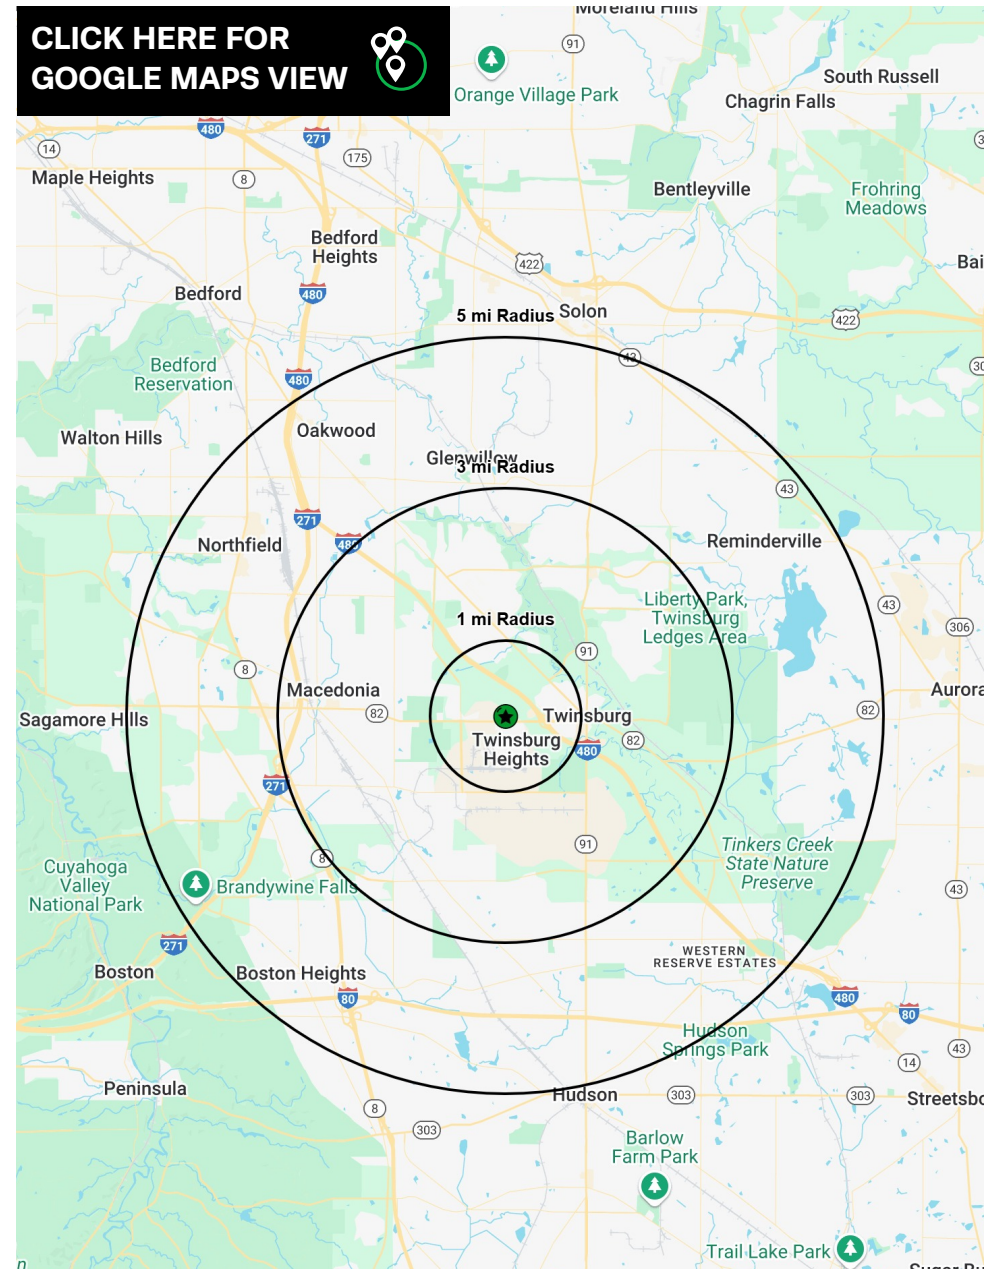 CLICK HERE FOR
GOOGLE MAPS VIEW
Moreland Hills
91
Orange Village Park
South Russell
Chagrin Falls
480
271
14
175
Maple Heights
8
Bentleyville
Frohring
Meadows
Bedford
Heights
422
Bai
Bedford
480
5 mi Radius
Solon
422
43
Bedford
Reservation
480
30
Walton Hills
Oakwood
Glenwillow
3 mi Radius
43
271
480
Northfield
Reminderville
Liberty Park,
Twinsburg
Ledges Area
43
306
1 mi Radius
91
8
Macedonia
82
Sagamore Hills
Twinsburg
82
Aurora
Twinsburg
Heights
480
82
271
91
8
Tinkers Creek
State Nature
Preserve
Cuyahoga
Valley
National Park
Brandywine Falls
43
271
WESTERN
RESERVE ESTATES
Boston
Boston Heights
80
480
80
Hudson
Springs Park
43
14
Peninsula
Hudson
303
303
Streetsbo
8
303
Barlow
Farm Park
Trail Lake Park